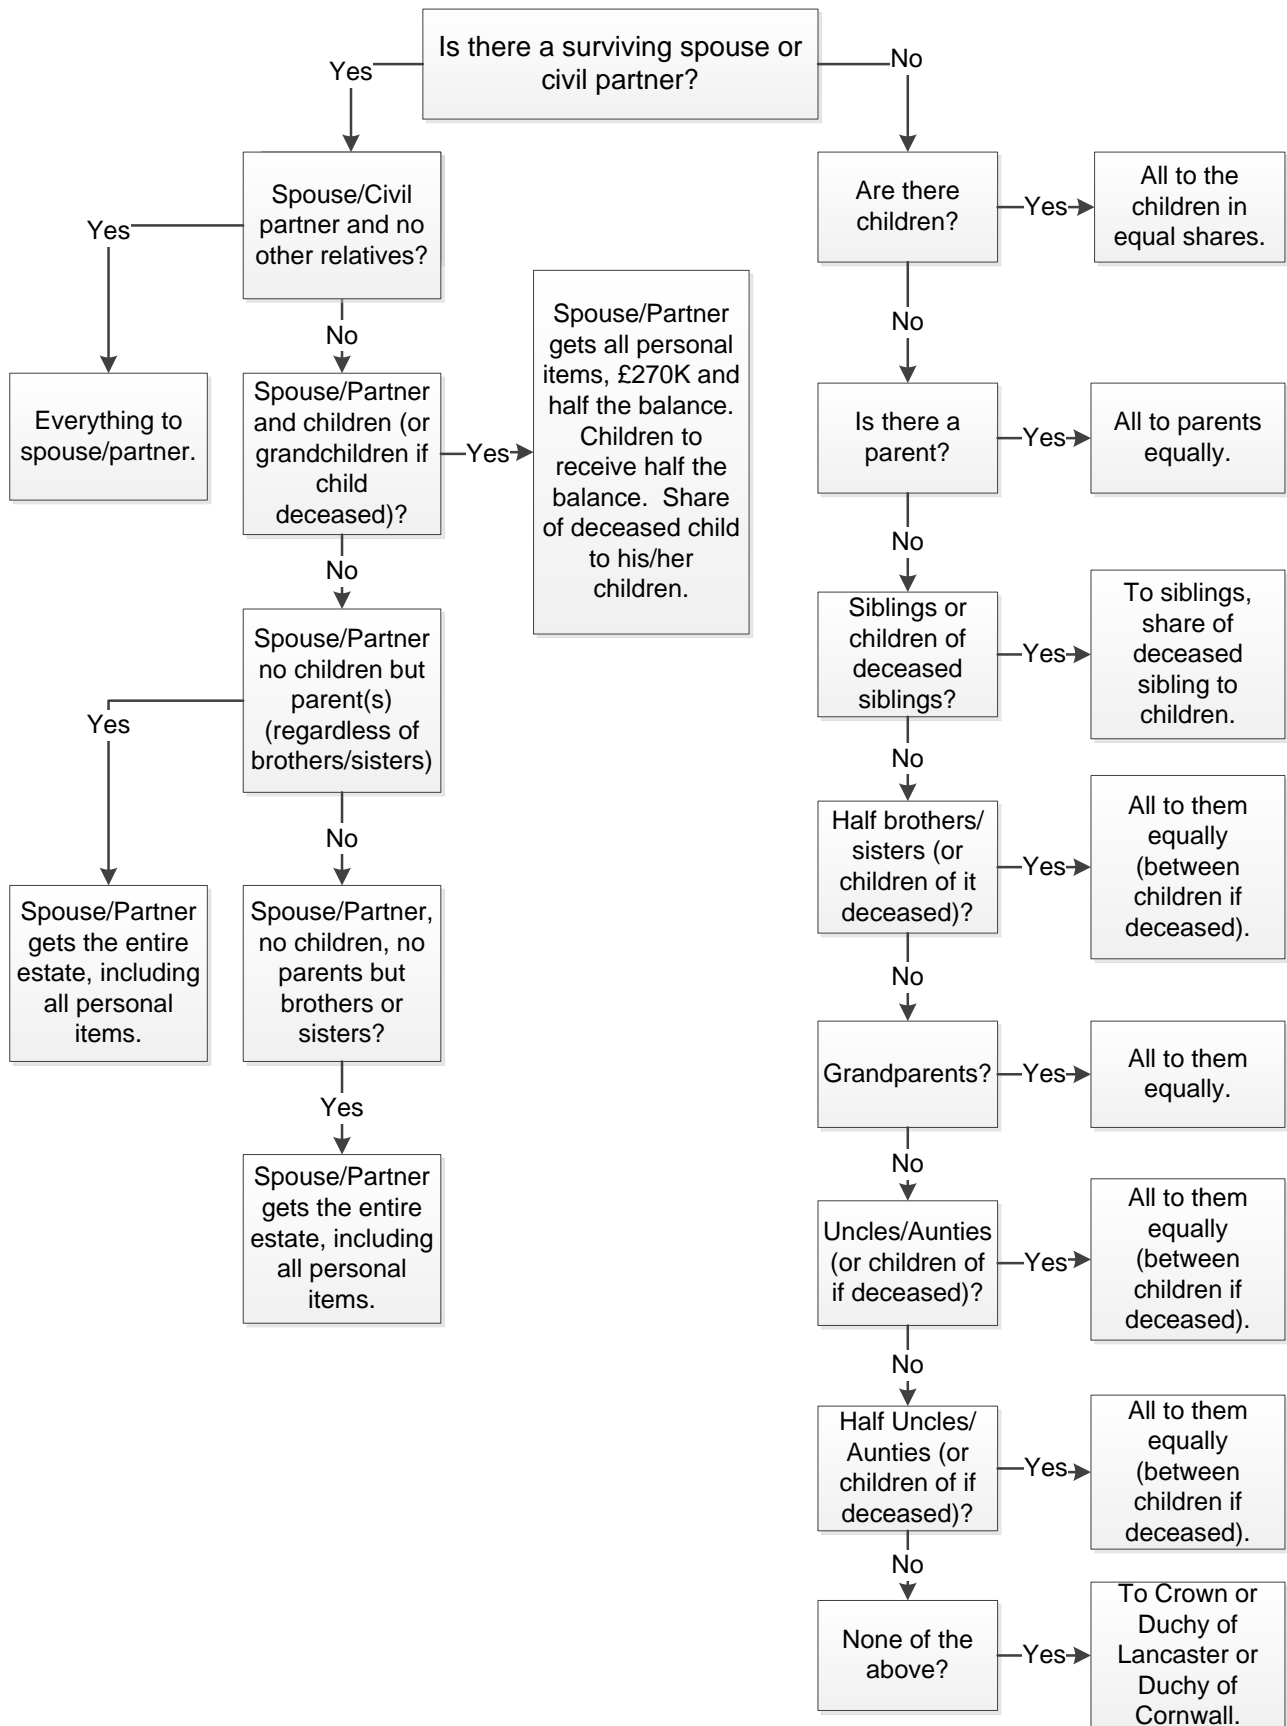 Is there a surviving spouse or
civil partner?
Yes
No
Spouse/Civil
partner and no
other relatives?
Yes
No
Everything to
spouse/partner.
Spouse/Partner
and children (or
grandchildren if
child
deceased)?
Yes
Spouse/Partner
gets all personal
items, £270K and
half the balance.
Children to
receive half the
balance.  Share
of deceased child
to his/her
children.
No
Spouse/Partner
no children but
parent(s)
(regardless of
brothers/sisters)
Yes
No
Spouse/Partner
gets the entire
estate, including
all personal
items.
Spouse/Partner,
no children, no
parents but
brothers or
sisters?
Yes
Spouse/Partner
gets the entire
estate, including
all personal
items.
Are there
children?
Yes
All to the
children in
equal shares.
No
Is there a
parent?
Yes
All to parents
equally.
No
Siblings or
children of
deceased
siblings?
Yes
To siblings,
share of
deceased
sibling to
children.
No
Half brothers/
sisters (or
children of it
deceased)?
Yes
All to them
equally
(between
children if
deceased).
No
Grandparents?
Yes
All to them
equally.
No
Uncles/Aunties
(or children of
if deceased)?
Yes
All to them
equally
(between
children if
deceased).
No
Half Uncles/
Aunties (or
children of if
deceased)?
Yes
All to them
equally
(between
children if
deceased).
No
None of the
above?
Yes
To Crown or
Duchy of
Lancaster or
Duchy of
Cornwall.